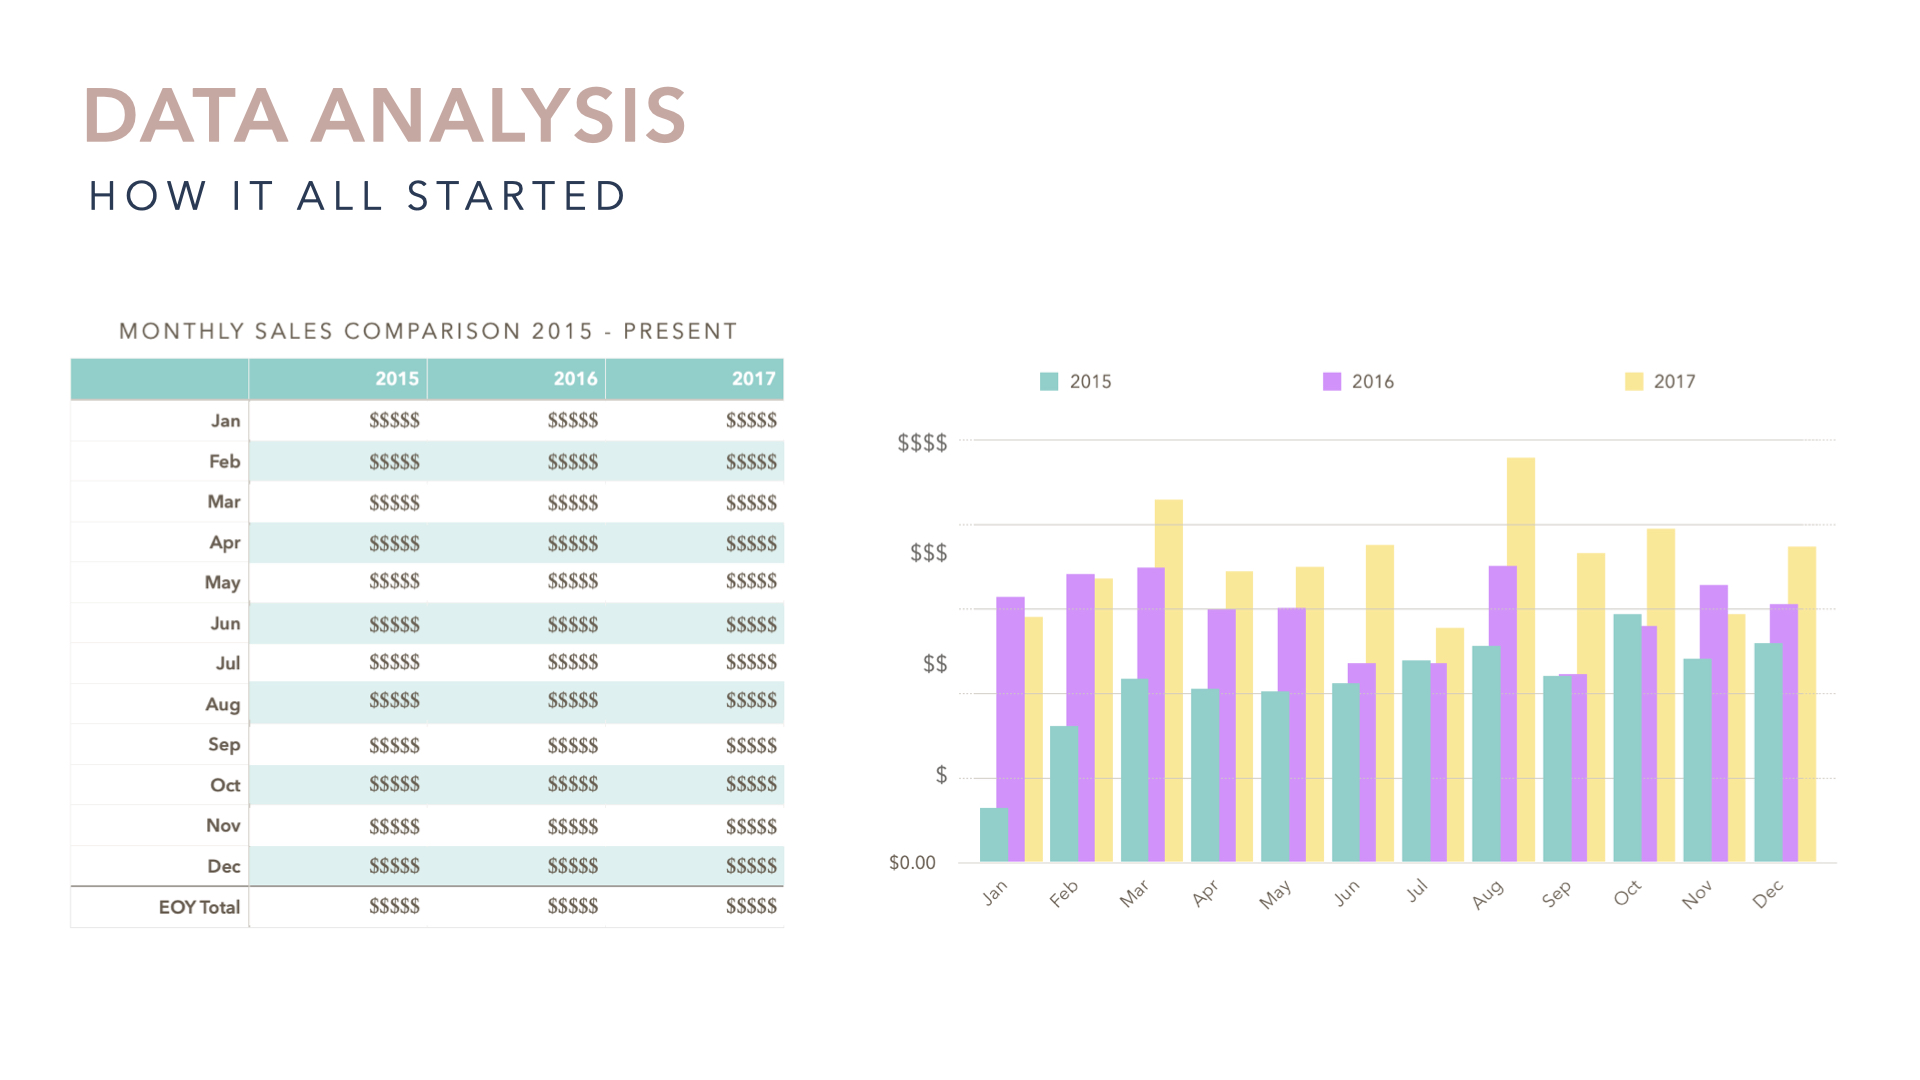 DATA ANALYSIS
HOW IT ALL STARTED
MONTHLY SALES COMPARISON 2015 - PRESENT
2015 2016 2017
Jan $$$$$ $$$$$ $$$$$
Feb $$$$$ $$$$$ $$$$$
Mar $$$$$ $$$$$ $$$$$
Apr $$$$$ $$$$$ $$$$$
May $$$$$ $$$$$ $$$$$
Jun $$$$$ $$$$$ $$$$$
Jul $$$$$ $$$$$ $$$$$
Aug $$$$$ $$$$$ $$$$$
Sep $$$$$ $$$$$ $$$$$
Oct $$$$$ $$$$$ $$$$$
Nov $$$$$ $$$$$ $$$$$
Dec $$$$$ $$$$$ $$$$$
EOY Total $$$$$ $$$$$ $$$$$
2015 2016 2017
$$$$
$$$
$$
$
$0.00
Jan Feb Mar Apr May Jun Jul Aug Sep Oct Nov Dec